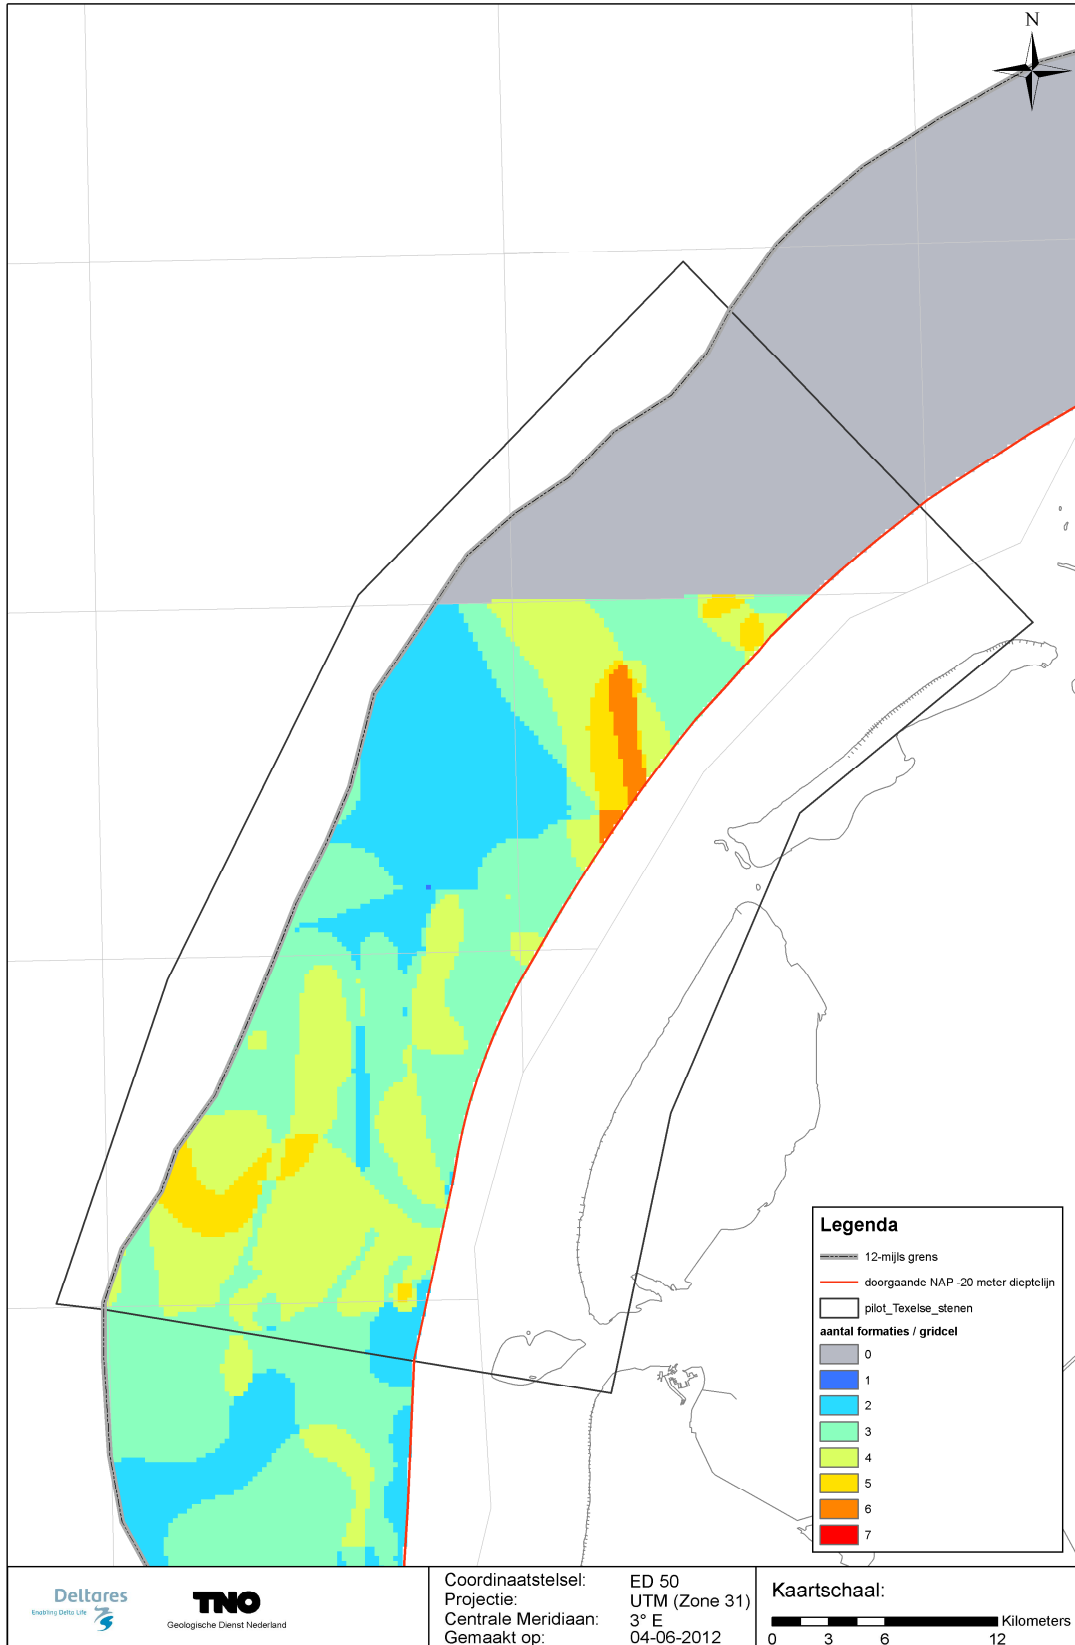 N
Legenda
12-mijls grens
doorgaande NAP -20 meter dieptelijn
pilot_Texelse_stenen
aantal formaties / gridcel
0
1
2
3
4
5
6
7
Deltares
Enabling Delta Life
TNO
Geologische Dienst Nederland
Coordinaatstelsel: ED 50
Projectie: UTM (Zone 31)
Centrale Meridiaan: 3° E
Gemaakt op: 04-06-2012
Kaartschaal:
Kilometers
0 3 6 12